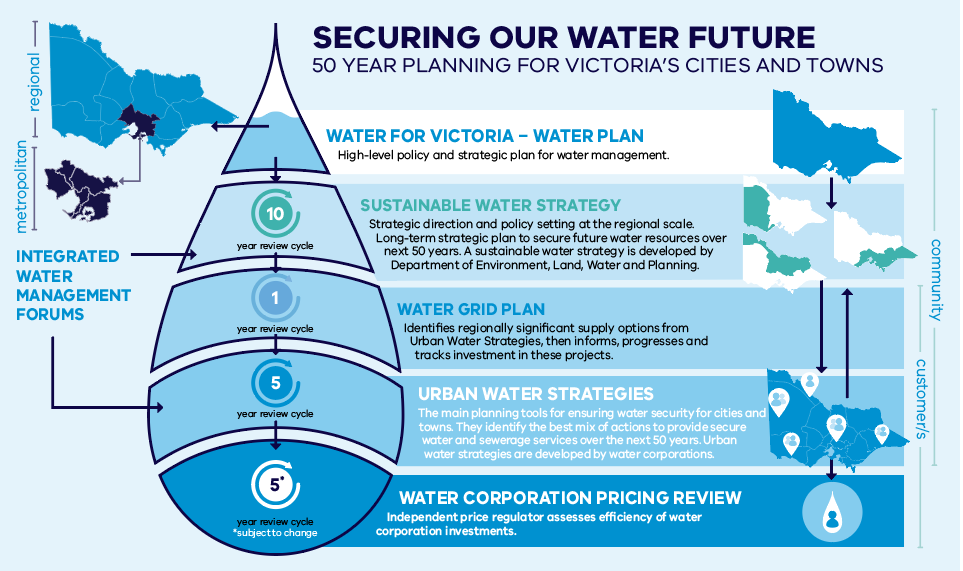 SECURING OUR WATER FUTURE
50 YEAR PLANNING FOR VICTORIA'S CITIES AND TOWNS
regional
metropolitan
WATER FOR VICTORIA – WATER PLAN
High-level policy and strategic plan for water management.
10
year review cycle
SUSTAINABLE WATER STRATEGY
Strategic direction and policy setting at the regional scale.
Long-term strategic plan to secure future water resources over
next 50 years. A sustainable water strategy is developed by
Department of Environment, Land, Water and Planning.
INTEGRATED
WATER
MANAGEMENT
FORUMS
1
year review cycle
WATER GRID PLAN
Identifies regionally significant supply options from
Urban Water Strategies, then informs, progresses and
tracks investment in these projects.
5
year review cycle
URBAN WATER STRATEGIES
The main planning tools for ensuring water security for cities and
towns. They identify the best mix of actions to provide secure
water and sewerage services over the next 50 years. Urban
water strategies are developed by water corporations.
5*
year review cycle
*subject to change
WATER CORPORATION PRICING REVIEW
Independent price regulator assesses efficiency of water
corporation investments.
community
customer/s